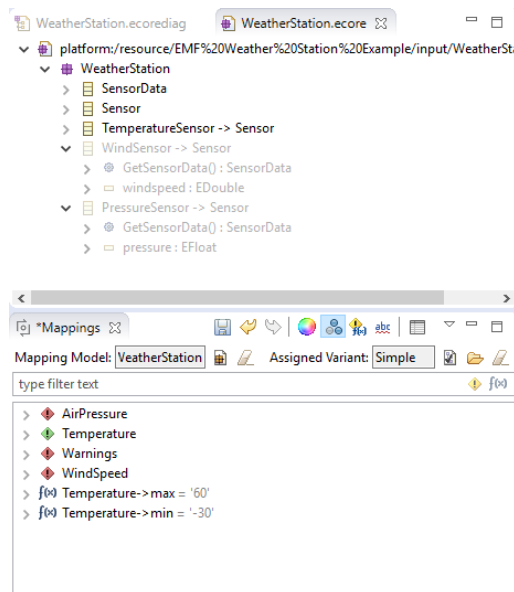 WeatherStation.ecorediag WeatherStation.ecore
platform:/resource/EMF%20Weather%20Station%20Example/input/WeatherSta
WeatherStation
SensorData
Sensor
TemperatureSensor -> Sensor
WindSensor -> Sensor
GetSensorData() : SensorData
windspeed : EDouble
PressureSensor -> Sensor
GetSensorData() : SensorData
pressure : EFloat
*Mappings abc
Mapping Model: VeatherStation Assigned Variant: Simple
type filter text f(x)
AirPressure
Temperature
Warnings
WindSpeed
f(x) Temperature->max = '60'
f(x) Temperature->min = '-30'